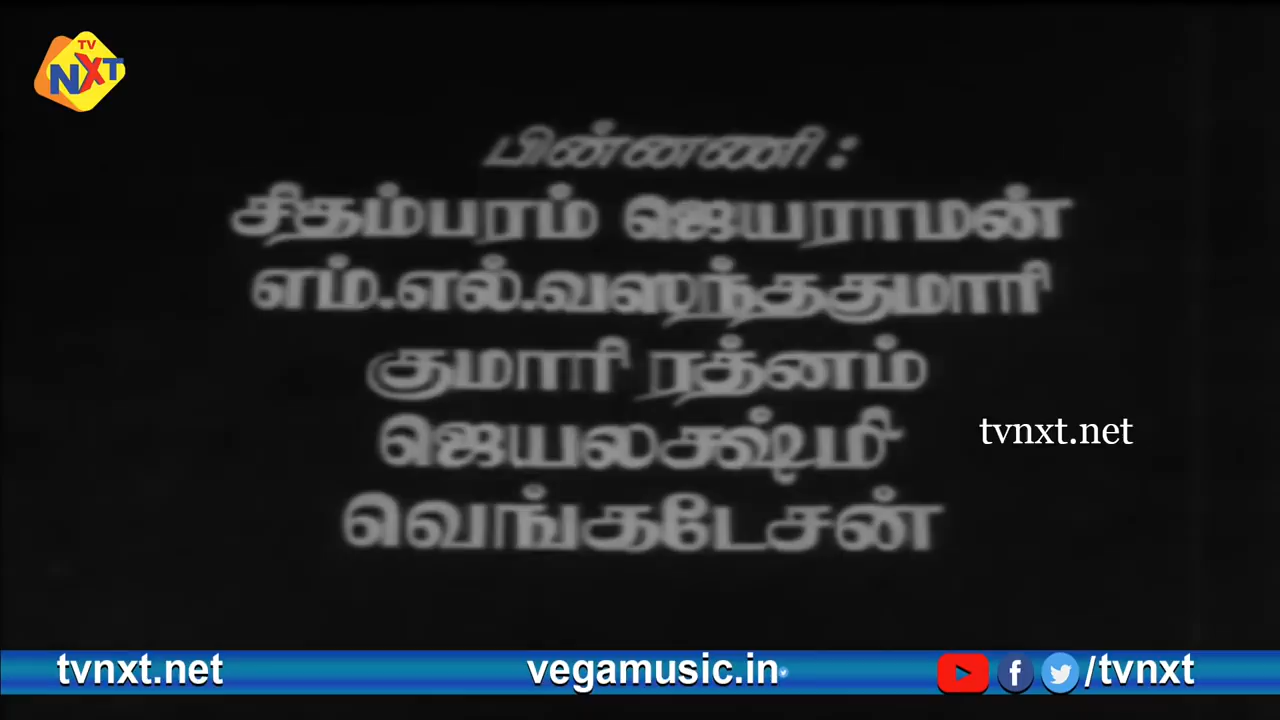 TV
NXT
பின்னணி :
சிதம்பரம் ஜெயராமன்
எம்.எல்.வஸந்தகுமாரி
குமாரி ரத்னம்
ஜெயலக்ஷ்மி
tvnxt.net
வெங்கடேசன்
tvnxt.net
vegamusic.in
/tvnxt